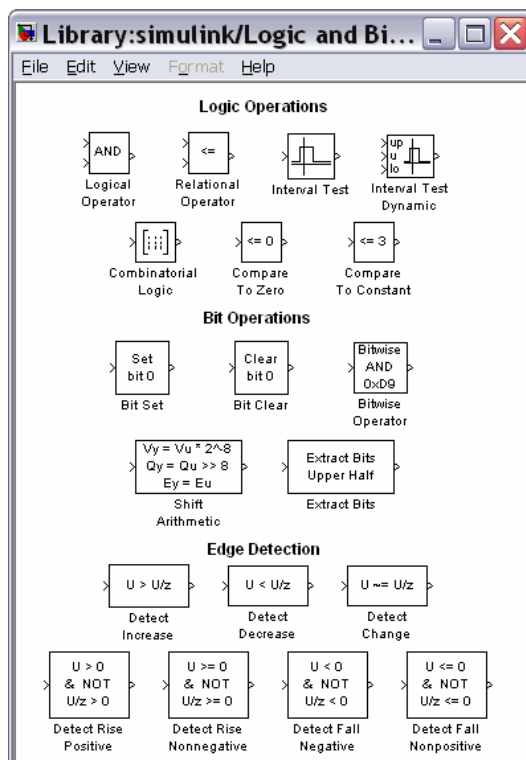 Library:simulink/Logic and Bi...
File Edit View Format Help
Logic Operations
AND
<=
up
u
lo
Logical
Operator
Relational
Operator
Interval Test
Interval Test
Dynamic
<= 0
<= 3
Combinatorial
Logic
Compare
To Zero
Compare
To Constant
Bit Operations
Set
bit 0
Clear
bit 0
Bitwise
AND
0xD9
Bit Set
Bit Clear
Bitwise
Operator
Vy = Vu * 2^-8
Qy = Qu >> 8
Ey = Eu
Extract Bits
Upper Half
Shift
Arithmetic
Extract Bits
Edge Detection
U > U/z
U < U/z
U ~= U/z
Detect
Increase
Detect
Decrease
Detect
Change
U > 0
& NOT
U/z > 0
U >= 0
& NOT
U/z >= 0
U < 0
& NOT
U/z < 0
U <= 0
& NOT
U/z <= 0
Detect Rise
Positive
Detect Rise
Nonnegative
Detect Fall
Negative
Detect Fall
Nonpositive